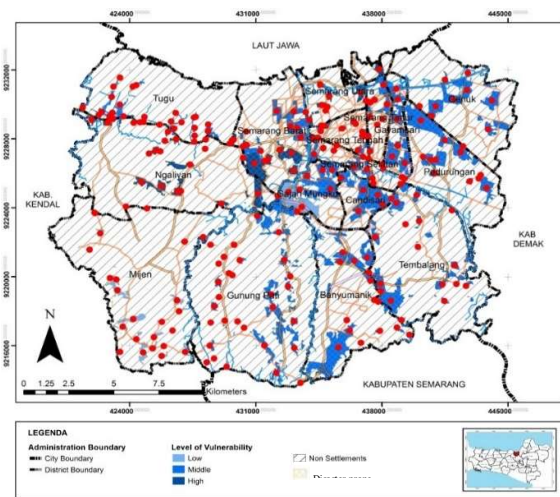 424000 431000 438000 445000
LAUT JAWA
9232000
Tugu
Semarang Utara
Genuk
Semarang Timur
Semarang Barat
Gayamsari
9228000
Semarang Tengah
Semarang Selatan
Ngaliyan
Pedurungan
Gajah Mungkur
Candisari
KAB.
KENDAL
9224000
KAB
DEMAK
Mijen
Tembalang
9220000
Gunung Pati
Banyumanik
N
9216000
0 1.25 2.5 5 7.5
Kilometers
KABUPATEN SEMARANG
424000 431000 438000 445000
LEGENDA
Administration Boundary
City Boundary
District Boundary
Level of Vulnerability
Low
Middle
High
Non Settlements